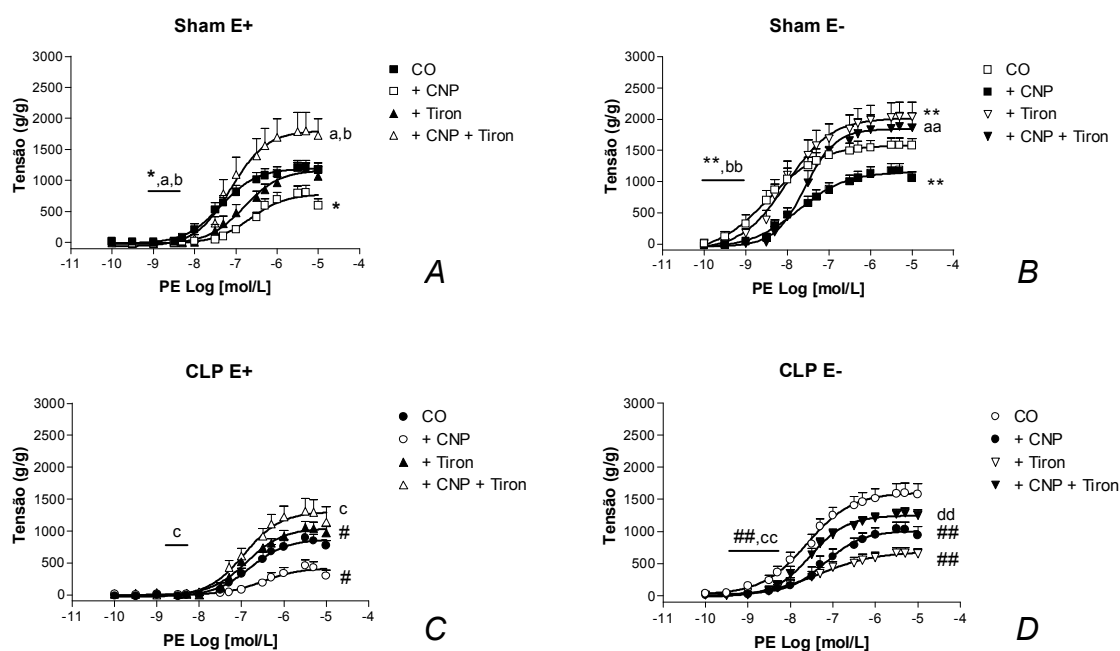 Sham E+
Tensão (g/g)
3000
2500
2000
1500
1000
500
0
-11 -10 -9 -8 -7 -6 -5 -4
PE Log [mol/L]
*,a,b
a,b
*
CO
+ CNP
+ Tiron
+ CNP + Tiron
A
Sham E-
Tensão (g/g)
3000
2500
2000
1500
1000
500
0
-11 -10 -9 -8 -7 -6 -5 -4
PE Log [mol/L]
**,bb
**
aa
**
CO
+ CNP
+ Tiron
+ CNP + Tiron
B
CLP E+
Tensão (g/g)
3000
2500
2000
1500
1000
500
0
-11 -10 -9 -8 -7 -6 -5 -4
PE Log [mol/L]
c
c
#
#
CO
+ CNP
+ Tiron
+ CNP + Tiron
C
CLP E-
Tensão (g/g)
3000
2500
2000
1500
1000
500
0
-11 -10 -9 -8 -7 -6 -5 -4
PE Log [mol/L]
##,cc
dd
##
##
CO
+ CNP
+ Tiron
+ CNP + Tiron
D